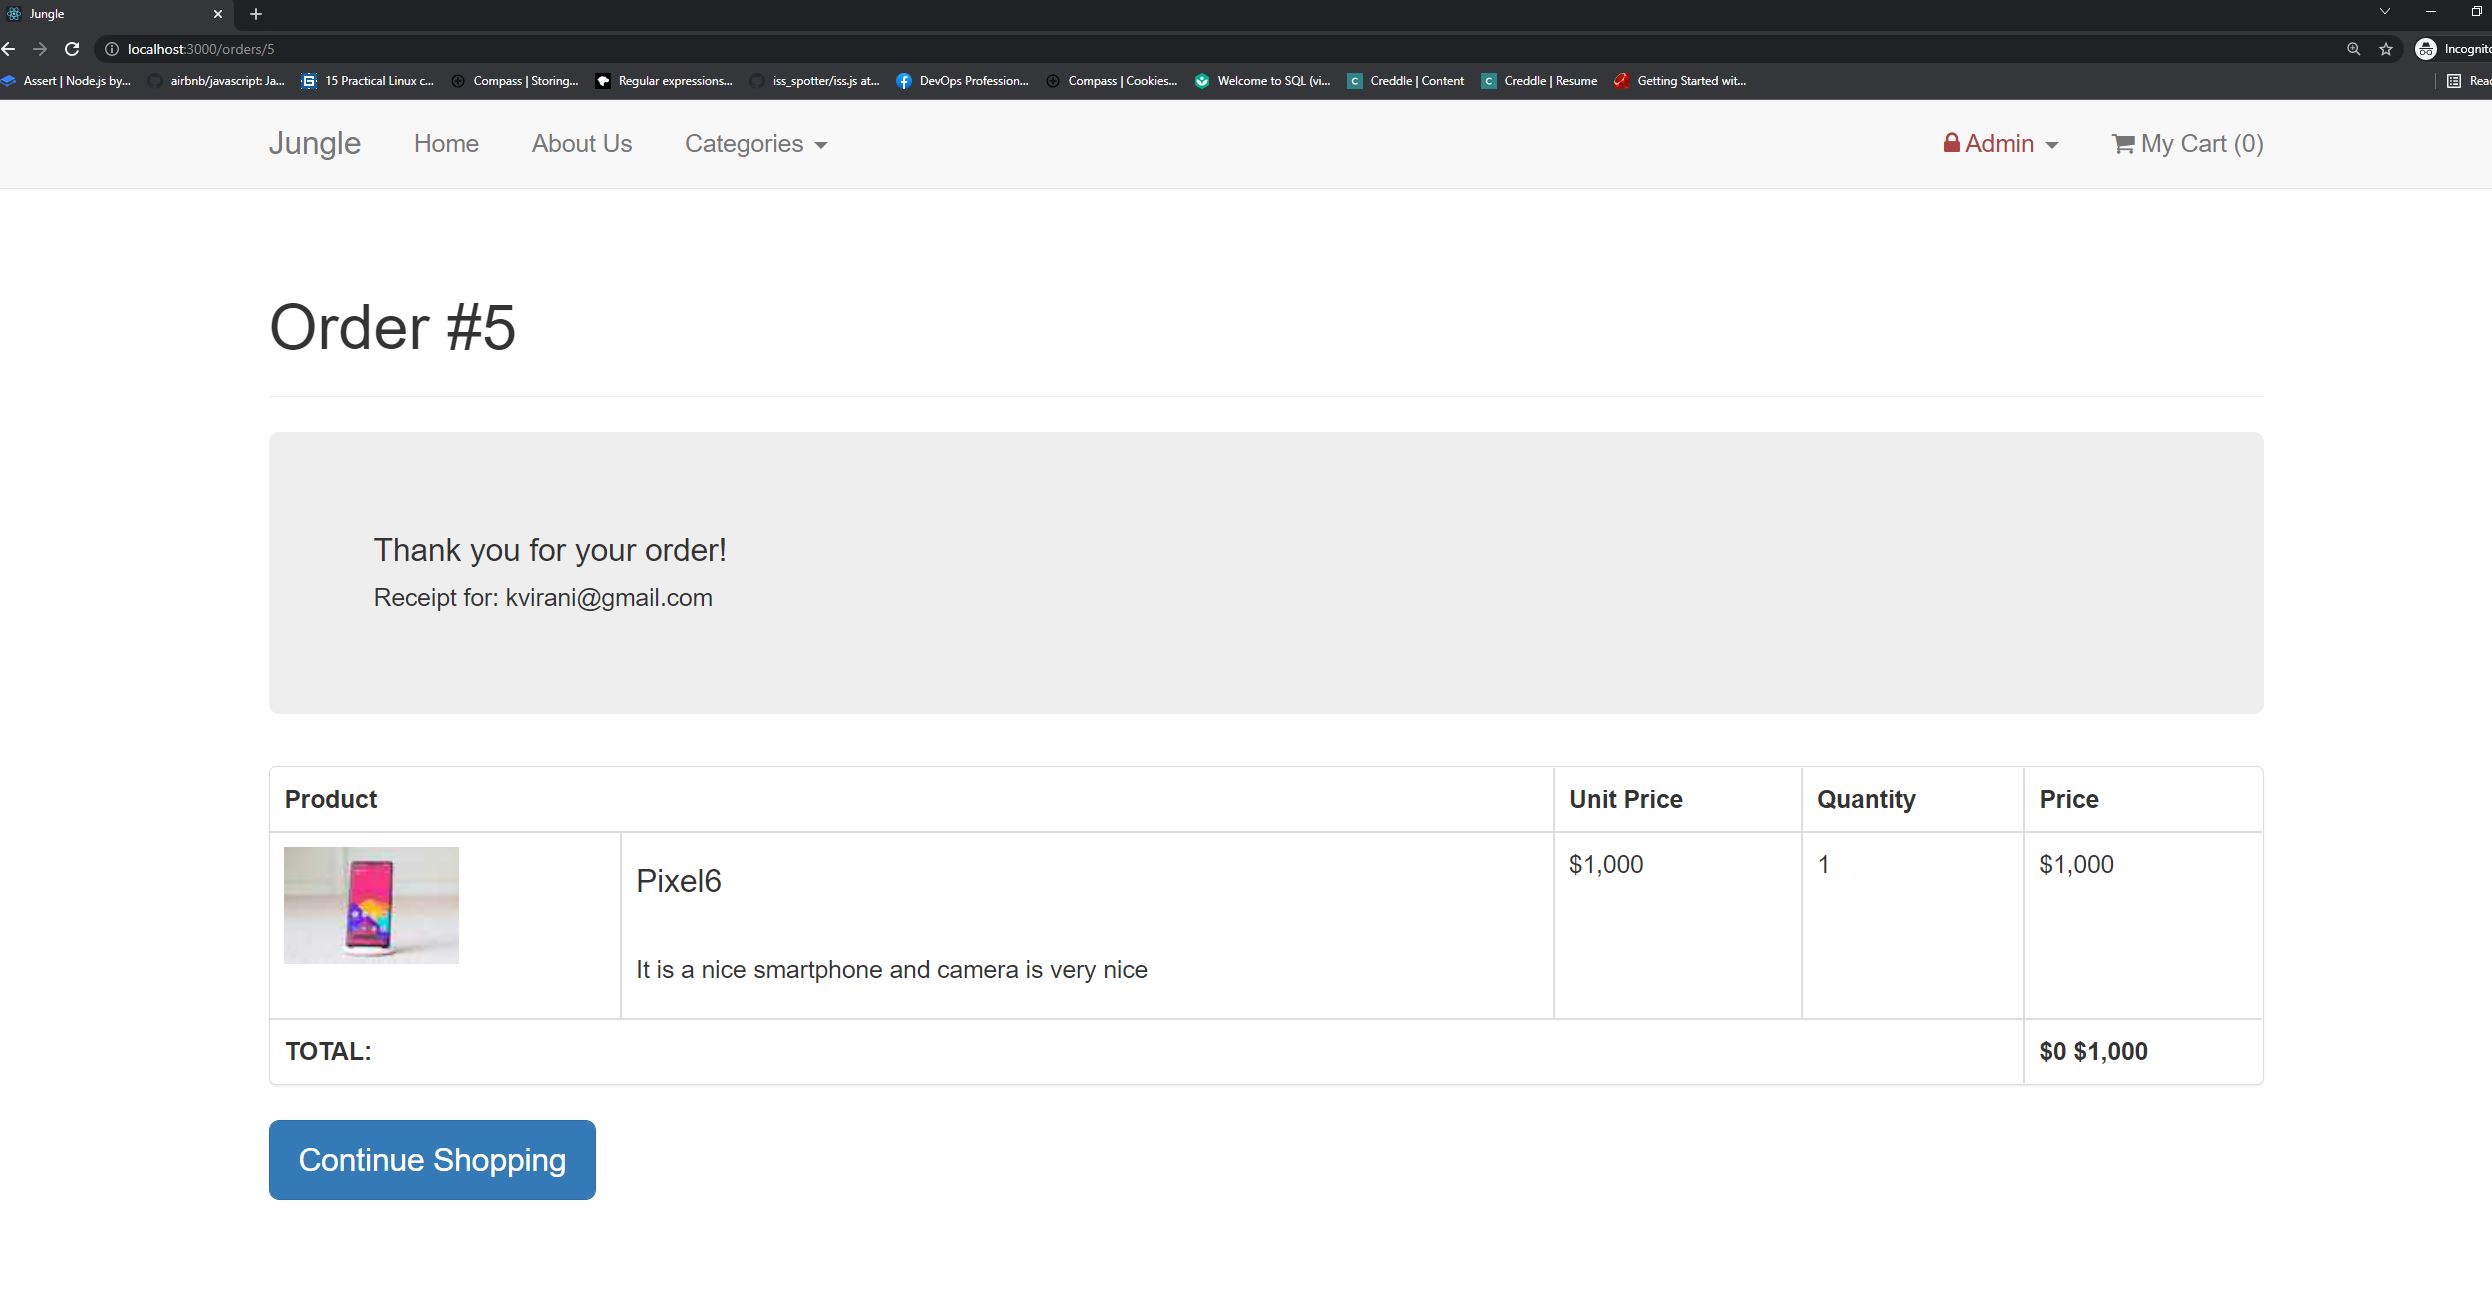 Jungle
localhost:3000/orders/5
Incognito
Assert | Node.js by... airbnb/javascript: Ja... 15 Practical Linux c... Compass | Storing... Regular expressions... iss_spotter/iss.js at... DevOps Profession... Compass | Cookies... Welcome to SQL (vi... Creddle | Content Creddle | Resume Getting Started wit... Reac
Jungle Home About Us Categories Admin My Cart (0)
Order #5
Thank you for your order!
Receipt for: kvirani@gmail.com
Product Unit Price Quantity Price
Pixel6 $1,000 1 $1,000
It is a nice smartphone and camera is very nice
TOTAL: $0 $1,000
Continue Shopping